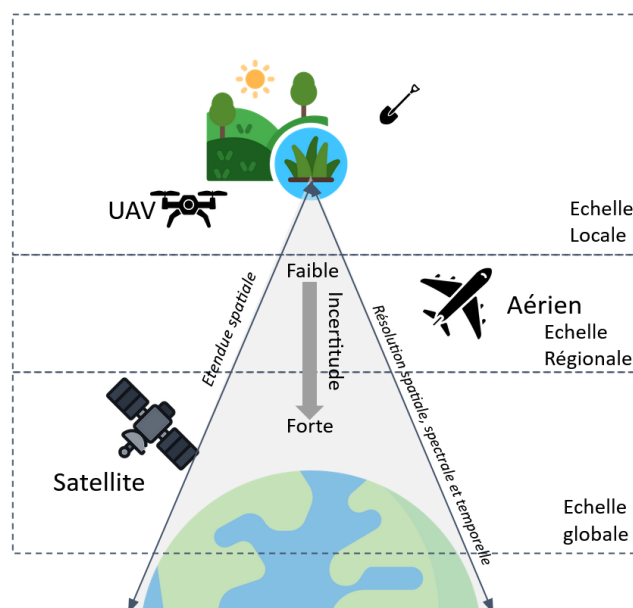 UAV
Echelle
Locale
Etendue spatiale
Faible
Incertitude
Forte
Résolution spatiale, spectrale et temporelle
Aérien
Echelle
Régionale
Satellite
Echelle
globale